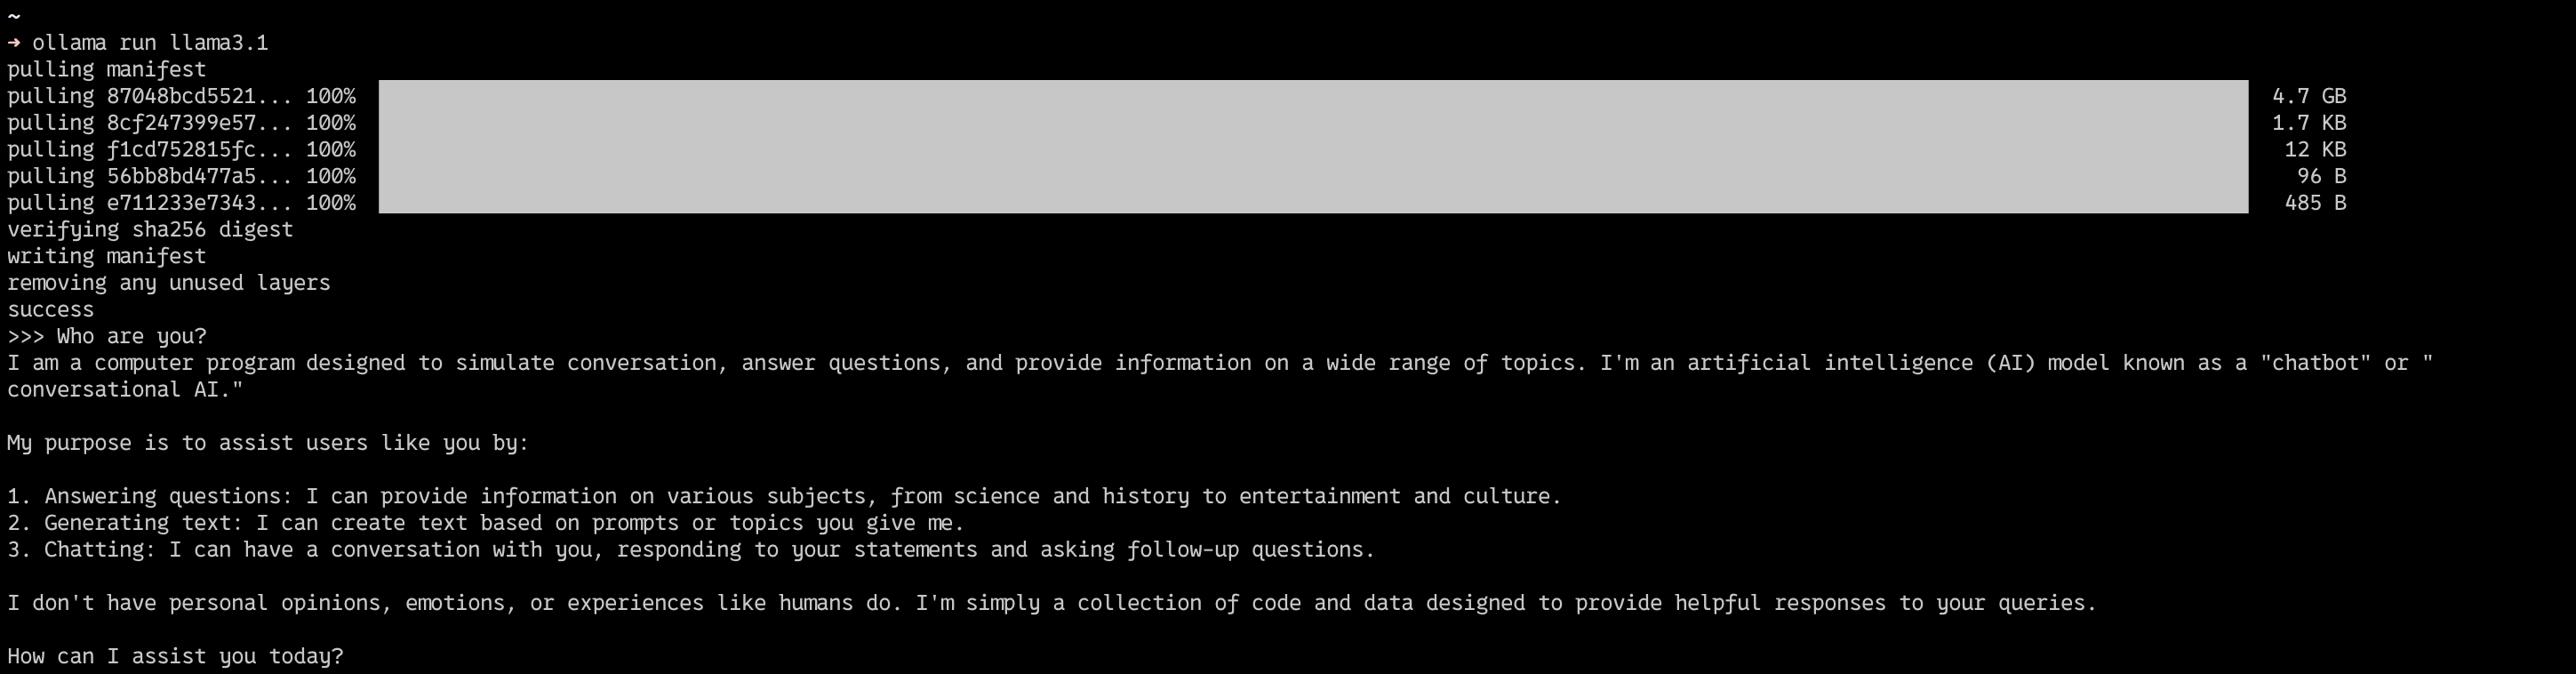 ~
→ ollama run llama3.1
pulling manifest
pulling 87048bcd5521... 100% 4.7 GB
pulling 8cf247399e57... 100% 1.7 KB
pulling f1cd752815fc... 100% 12 KB
pulling 56bb8bd477a5... 100% 96 B
pulling e711233e7343... 100% 485 B
verifying sha256 digest
writing manifest
removing any unused layers
success
>>> Who are you?
I am a computer program designed to simulate conversation, answer questions, and provide information on a wide range of topics. I'm an artificial intelligence (AI) model known as a "chatbot" or "
conversational AI."
My purpose is to assist users like you by:
1. Answering questions: I can provide information on various subjects, from science and history to entertainment and culture.
2. Generating text: I can create text based on prompts or topics you give me.
3. Chatting: I can have a conversation with you, responding to your statements and asking follow-up questions.
I don't have personal opinions, emotions, or experiences like humans do. I'm simply a collection of code and data designed to provide helpful responses to your queries.
How can I assist you today?